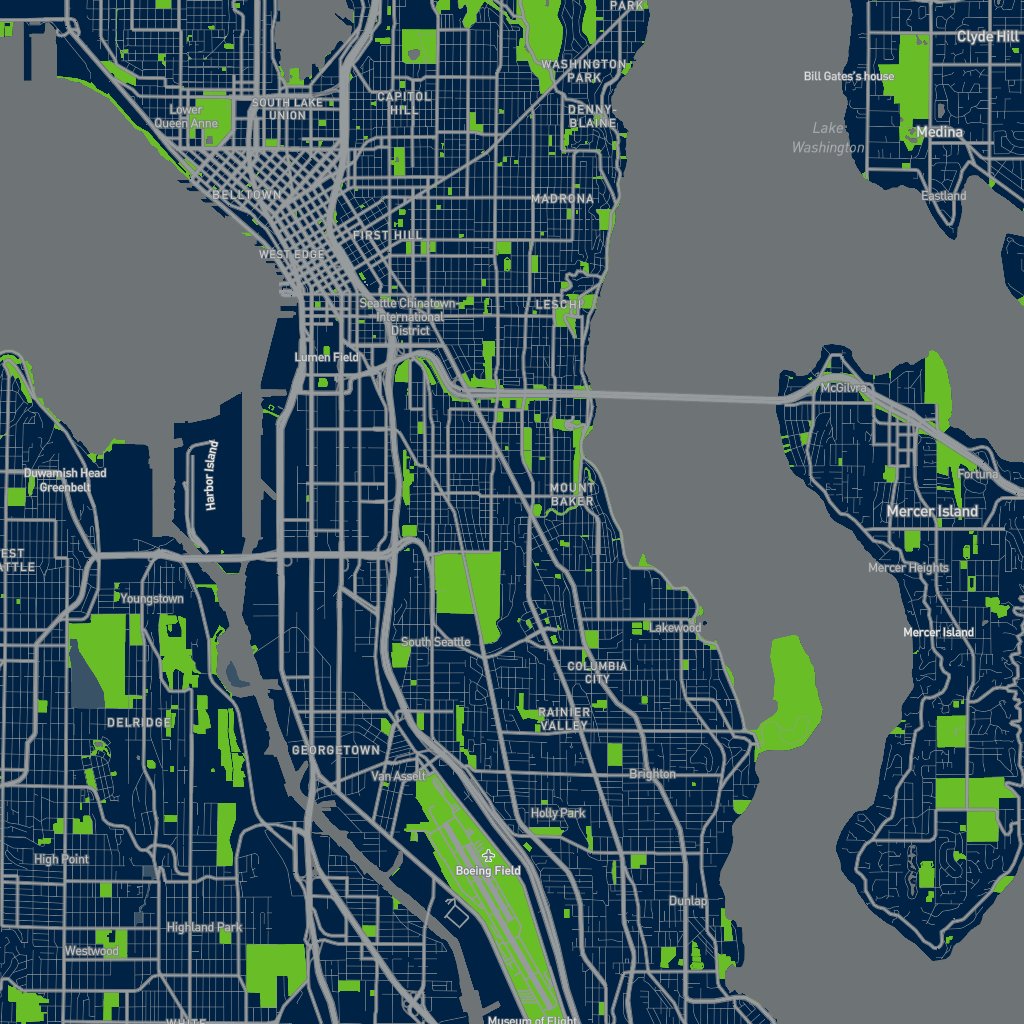 PARK
Clyde Hill
WASHINGTON
PARK
Bill Gates's house
CAPITOL
HILL
SOUTH LAKE
UNION
Lower
Queen Anne
DENNY-
BLAINE
Lake
Washington
Medina
BELLTOWN
MADRONA
Eastland
FIRST HILL
WEST EDGE
Seattle Chinatown-
International
District
LESCHI
Lumen Field
McGilvra
Duwamish Head
Greenbelt
Harbor Island
Fortuna
MOUNT
BAKER
Mercer Island
EST
ATTLE
Mercer Heights
Youngstown
Lakewood
Mercer Island
South Seattle
COLUMBIA
CITY
DELRIDGE
RAINIER
VALLEY
GEORGETOWN
Van Asselt
Brighton
Holly Park
High Point
Boeing Field
Dunlap
Highland Park
Westwood
WHITE
Museum of Flight